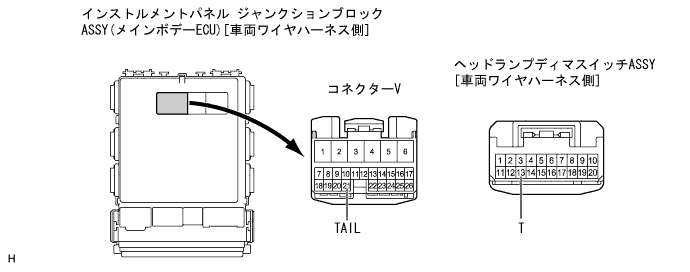 インストルメントパネル ジャンクションブロック
ASSY(メインボデーECU)[車両ワイヤハーネス側]
ヘッドランプディマスイッチASSY
[車両ワイヤハーネス側]
コネクターV
1 2 3 4 5 6
7 8 9 10 11 12 13 14 15 16 17
18 19 20 21 22 23 24 25 26
1 2 3 4 5 6 7 8 9 10
11 12 13 14 15 16 17 18 19 20
TAIL
T
H